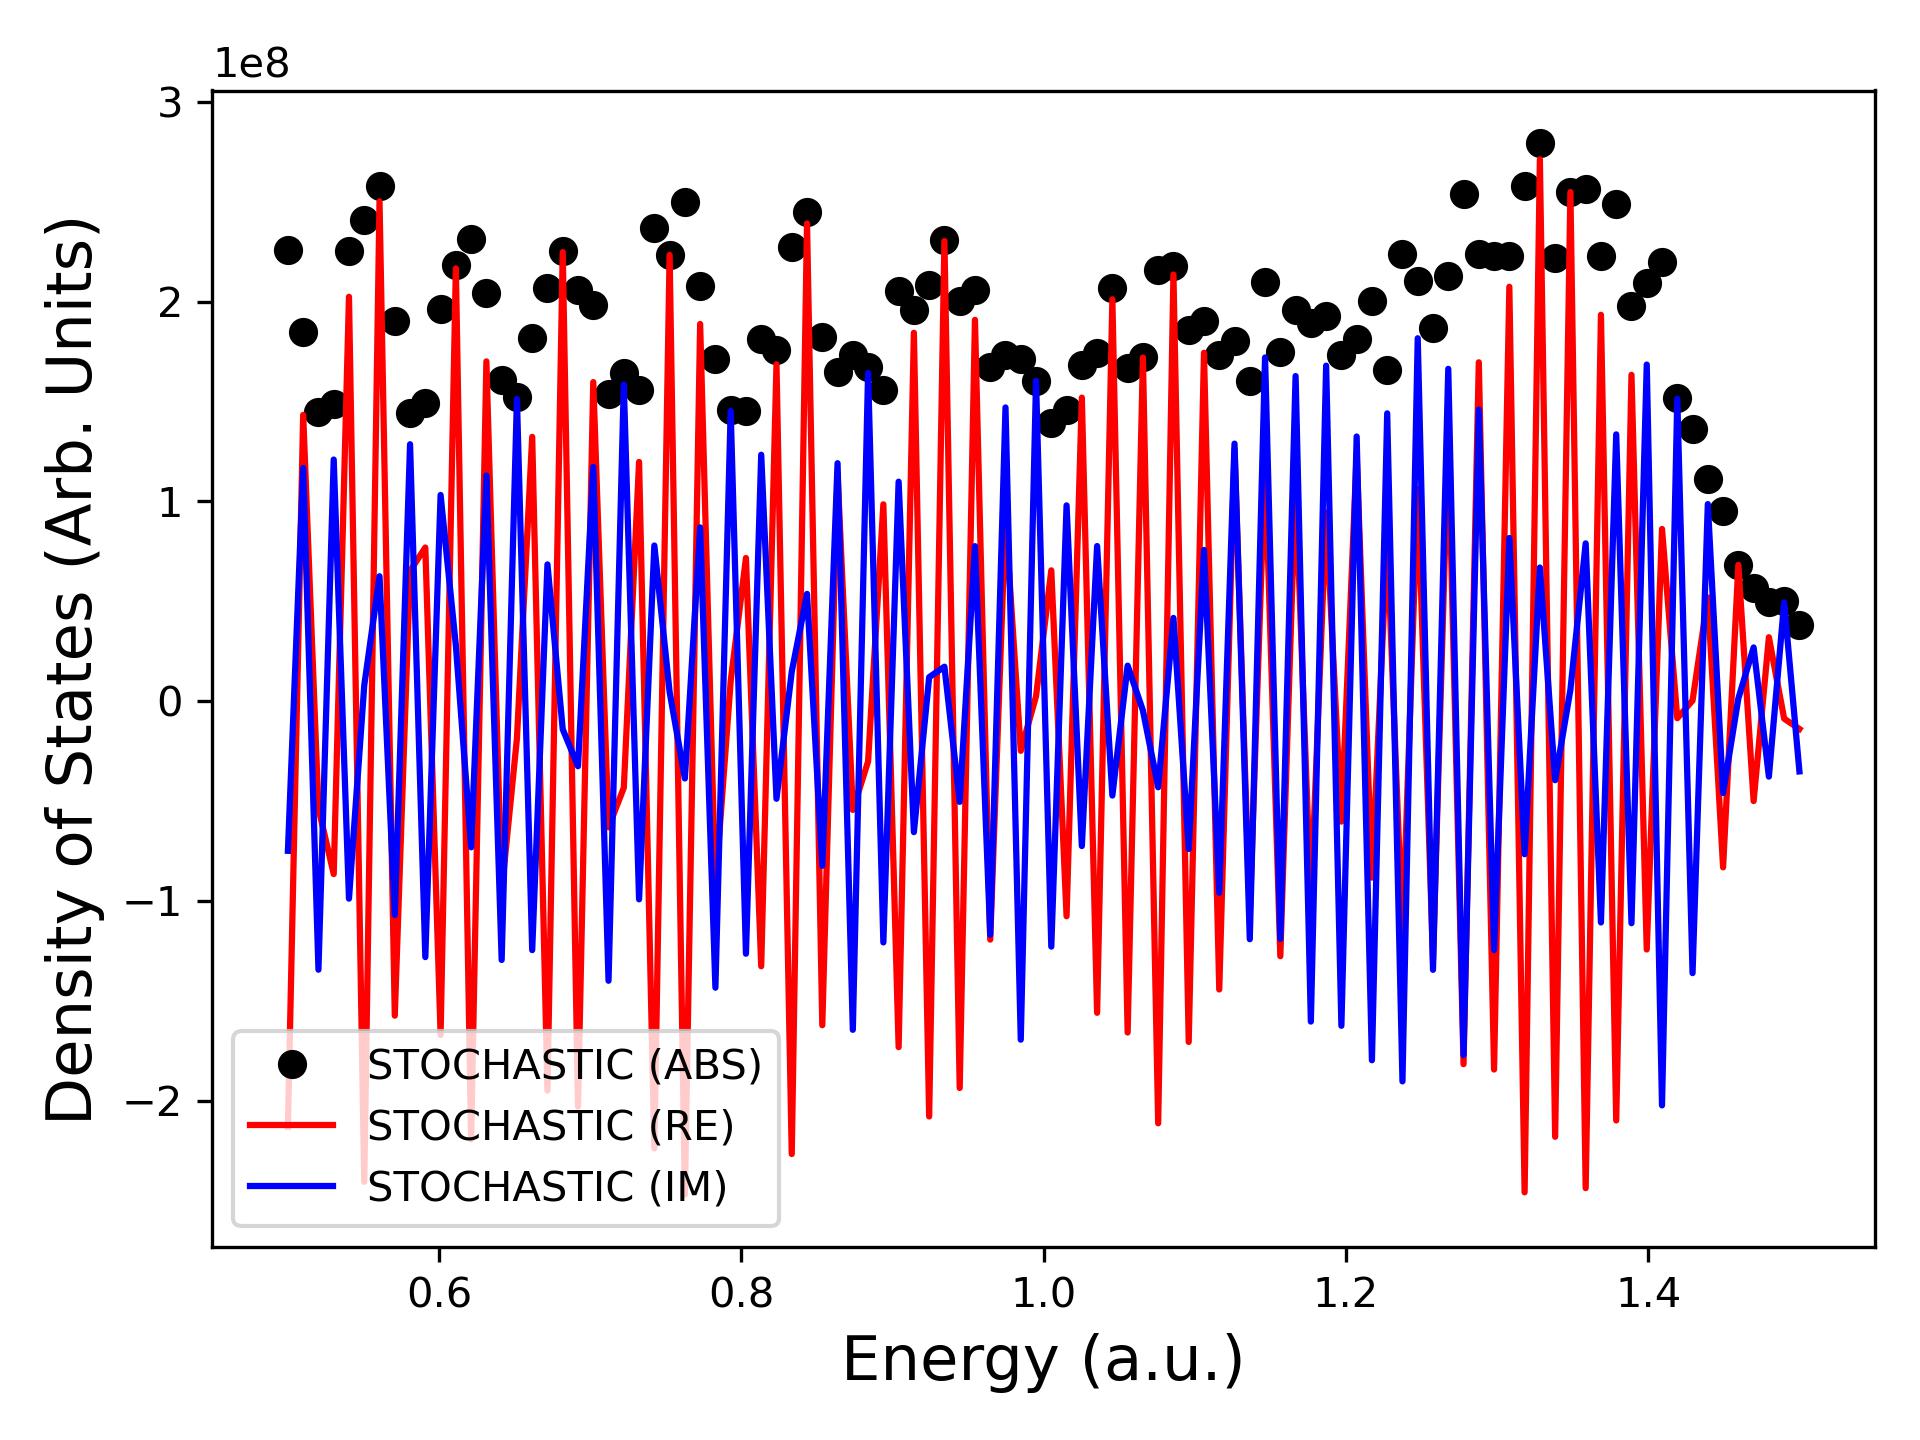 1e8
3
2
1
0
−1
−2
Density of States (Arb. Units)
STOCHASTIC (ABS)
STOCHASTIC (RE)
STOCHASTIC (IM)
0.6 0.8 1.0 1.2 1.4
Energy (a.u.)